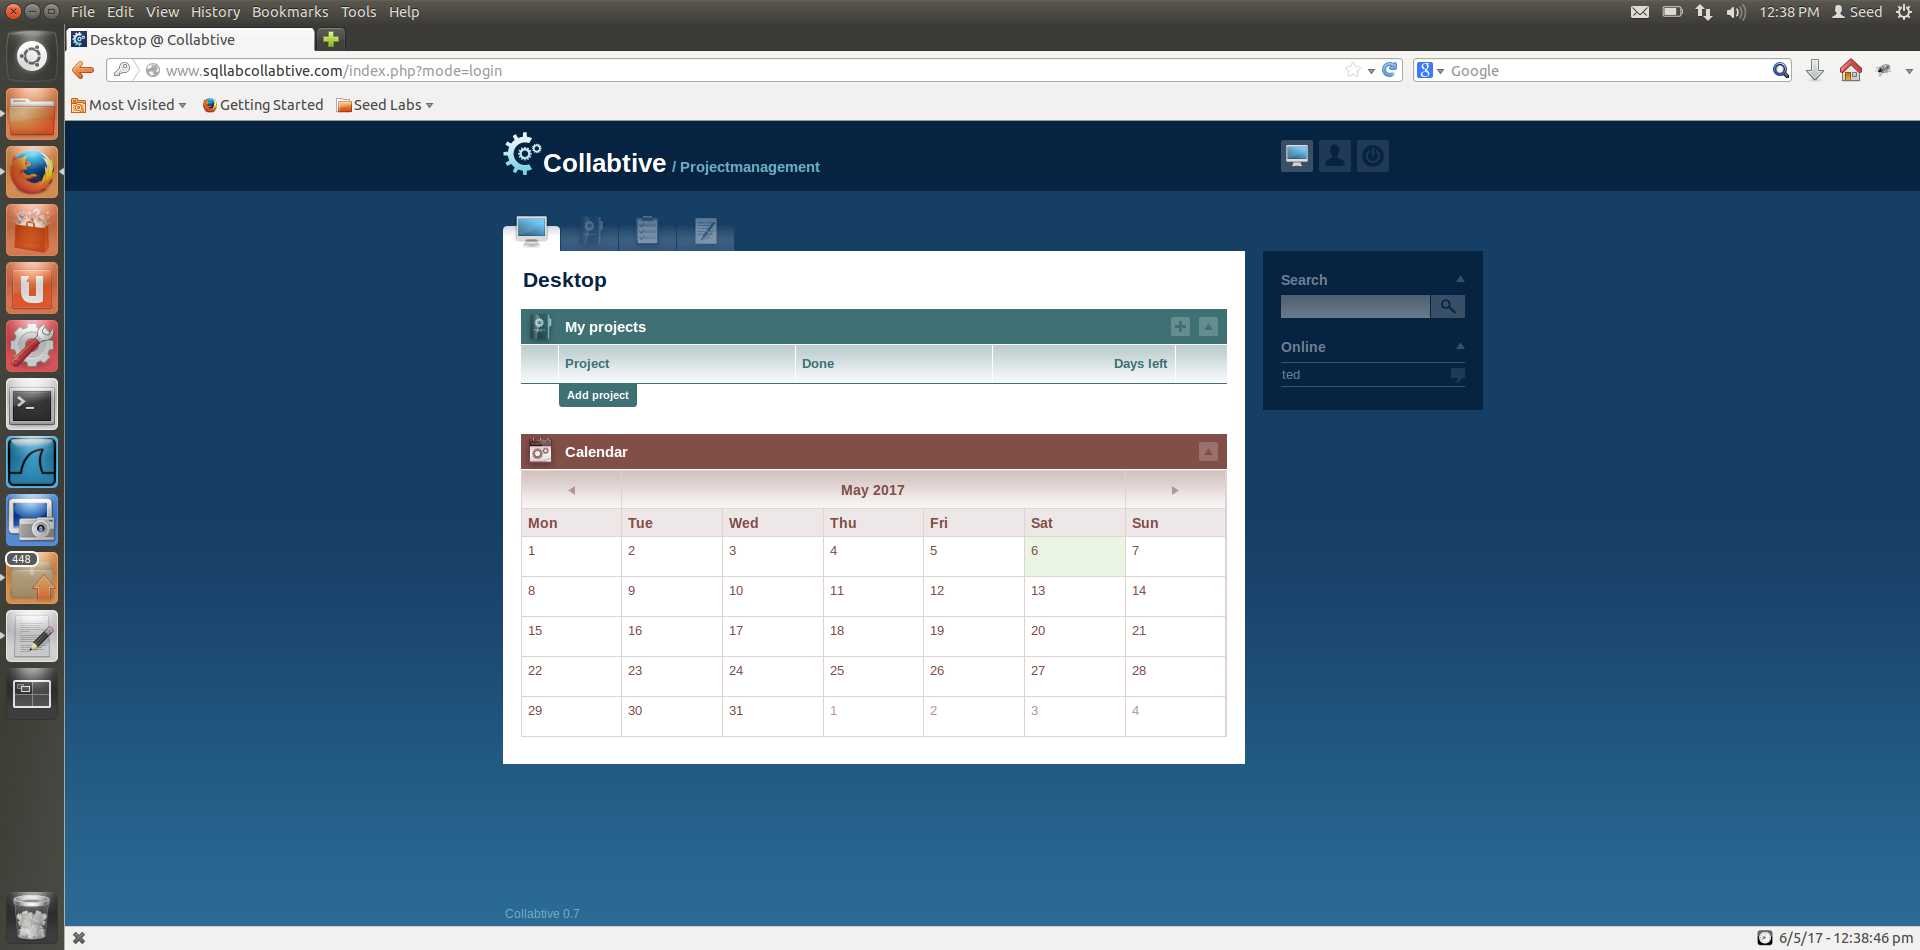 File Edit View History Bookmarks Tools Help
12:38 PM Seed
Desktop @ Collabtive
www.sqllabcollabtive.com/index.php?mode=login
8 Google
Most Visited Getting Started Seed Labs
Collabtive / Projectmanagement
Desktop
My projects
Project Done Days left
Add project
Calendar
May 2017
Mon Tue Wed Thu Fri Sat Sun
1 2 3 4 5 6 7
8 9 10 11 12 13 14
15 16 17 18 19 20 21
22 23 24 25 26 27 28
29 30 31 1 2 3 4
Search
Online
ted
448
Collabtive 0.7
6/5/17 - 12:38:46 pm